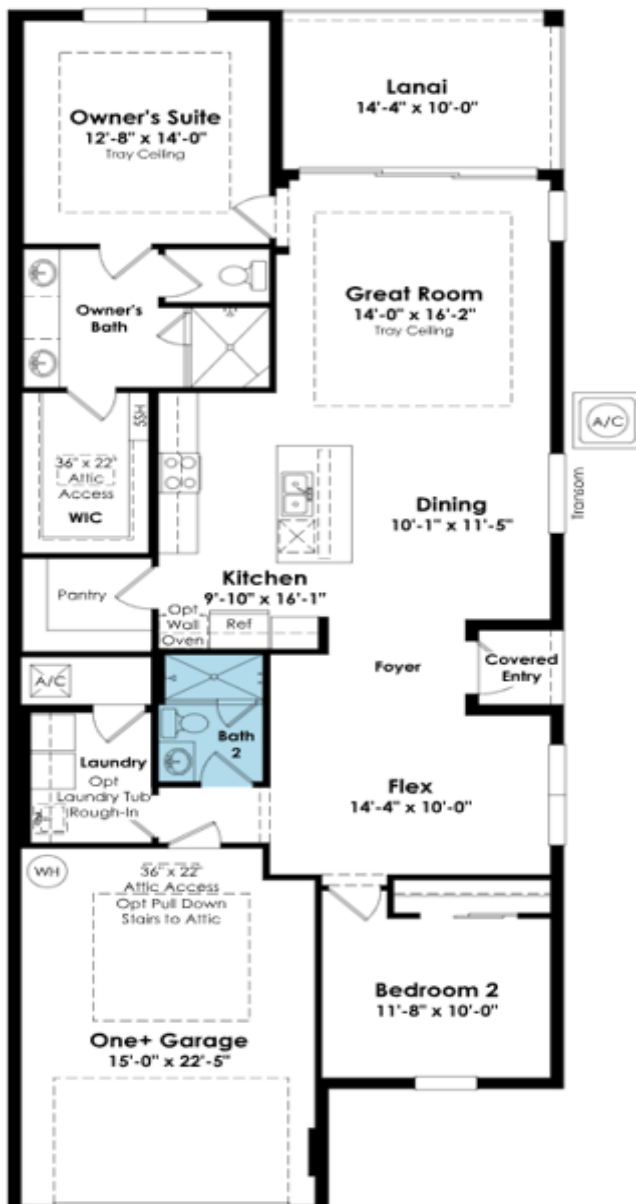 Lanai
14'-4" x 10'-0"
Owner's Suite
12'-8" x 14'-0"
Tray Ceiling
Great Room
14'-0" x 16'-2"
Tray Ceiling
Owner's
Bath
A/C
SSH
36" x 22"
Attic
Access
WIC
Transom
Dining
10'-1" x 11'-5"
Kitchen
9'-10" x 16'-1"
Pantry
Opt
Wall
Oven
Ref
Foyer
Covered
Entry
A/C
Bath
2
Laundry
Opt
Laundry Tub
Rough-In
Flex
14'-4" x 10'-0"
WH
36" x 22"
Attic Access
Opt Pull Down
Stairs to Attic
Bedroom 2
11'-8" x 10'-0"
One+ Garage
15'-0" x 22'-5"